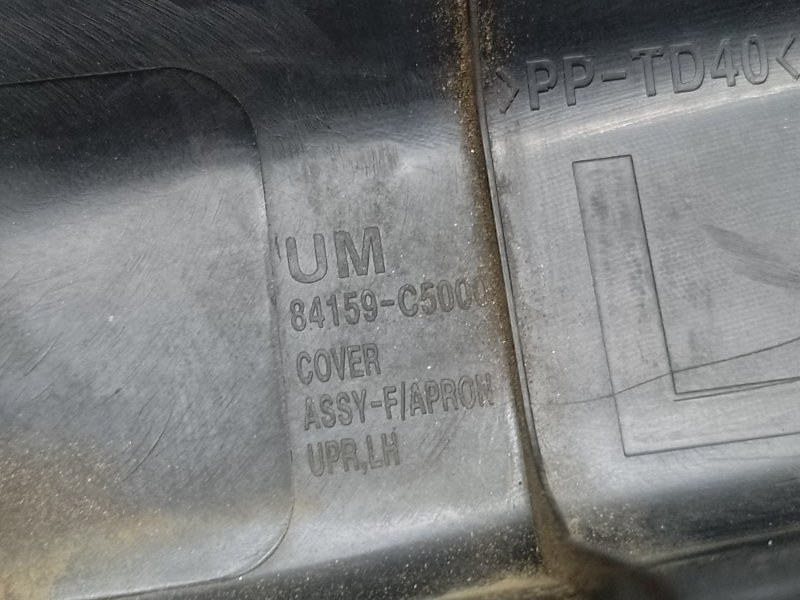 >PP-TD40<
UM
84159-C5000
COVER
ASSY-F/APRON
UPR,LH
L